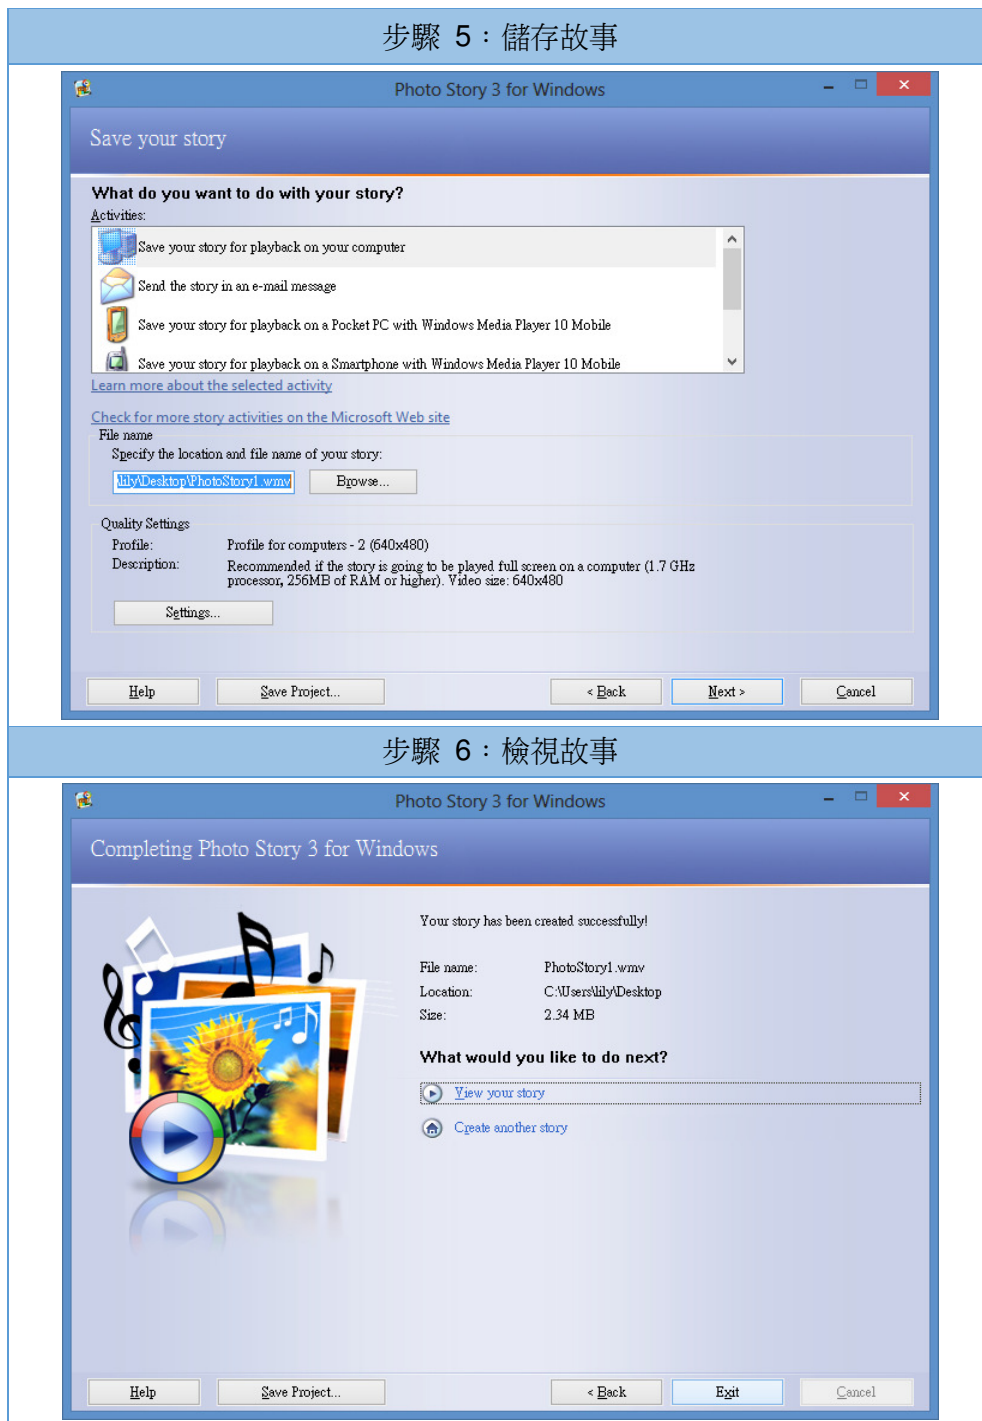 步驟 5：儲存故事
Photo Story 3 for Windows
Save your story
What do you want to do with your story?
Activities:
Save your story for playback on your computer
Send the story in an e-mail message
Save your story for playback on a Pocket PC with Windows Media Player 10 Mobile
Save your story for playback on a Smartphone with Windows Media Player 10 Mobile
Learn more about the selected activity
Check for more story activities on the Microsoft Web site
File name
Specify the location and file name of your story:
\lily\Desktop\PhotoStory1.wmv Browse...
Quality Settings
Profile: Profile for computers - 2 (640x480)
Description: Recommended if the story is going to be played full screen on a computer (1.7 GHz
processor, 256MB of RAM or higher). Video size: 640x480
Settings...
Help Save Project... < Back Next > Cancel
步驟 6：檢視故事
Photo Story 3 for Windows
Completing Photo Story 3 for Windows
Your story has been created successfully!
File name: PhotoStory1.wmv
Location: C:\Users\lily\Desktop
Size: 2.34 MB
What would you like to do next?
View your story
Create another story
Help Save Project... < Back Exit Cancel